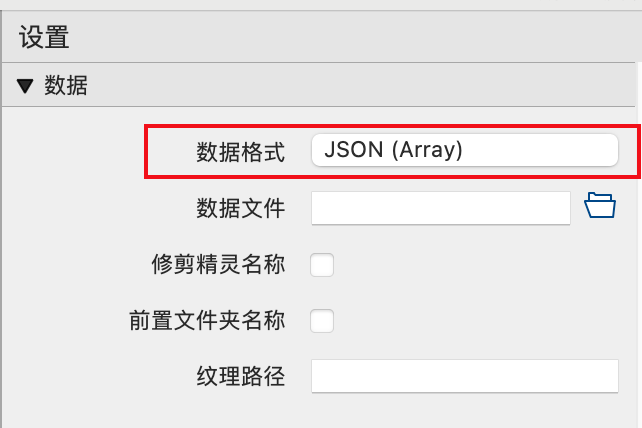 设置
数据
数据格式 JSON (Array)
数据文件
修剪精灵名称
前置文件夹名称
纹理路径